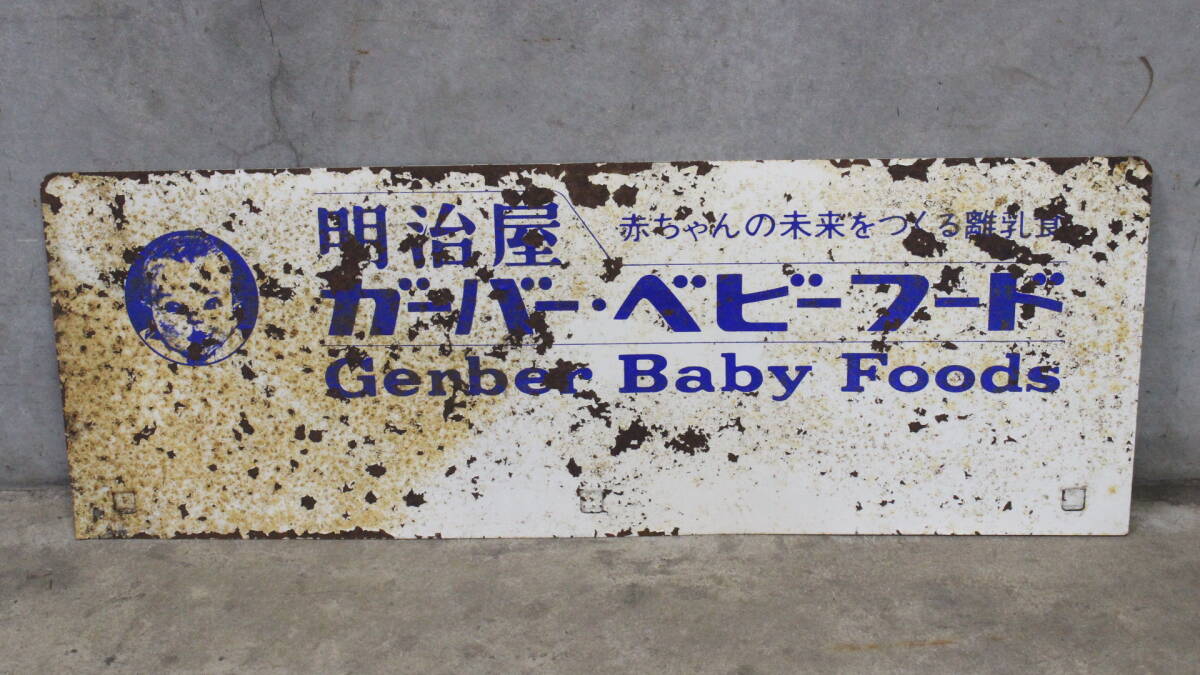 明治屋
赤ちゃんの未来をつくる離乳食
ガーバー・ベビーフード
Gerber Baby Foods